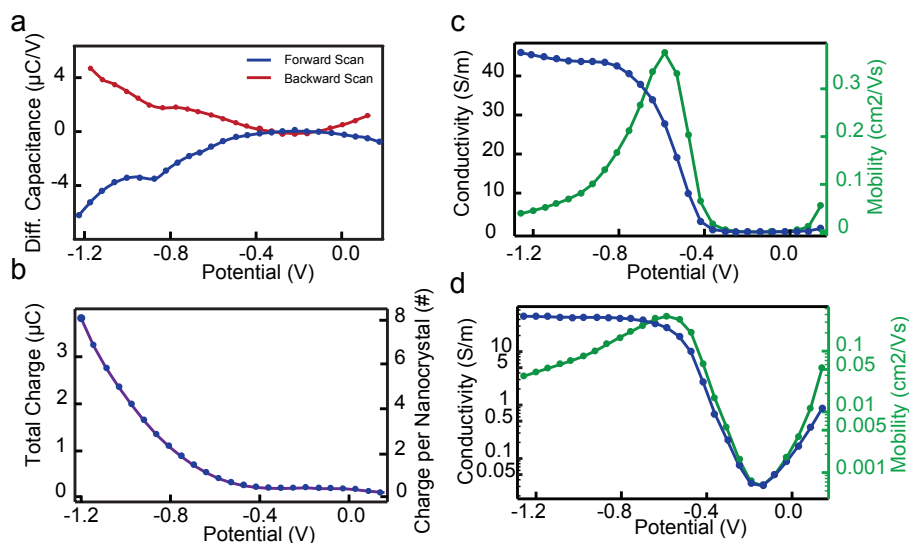 a
Diff. Capacitance (µC/V)
4
0
-4
Forward Scan
Backward Scan
-1.2
-0.8
-0.4
0.0
Potential (V)
b
Total Charge (µC)
3
2
1
0
8
6
4
2
0
Charge per Nanocrystal (#)
-1.2
-0.8
-0.4
0.0
Potential (V)
c
Conductivity (S/m)
40
30
20
10
0
0.3
0.2
0.1
0
Mobility (cm2/Vs)
-1.2
-0.8
-0.4
0.0
Potential (V)
d
Conductivity (S/m)
10
5
1
0.5
0.1
0.05
0.1
0.05
0.01
0.005
0.001
Mobility (cm2/Vs)
-1.2
-0.8
-0.4
0.0
Potential (V)